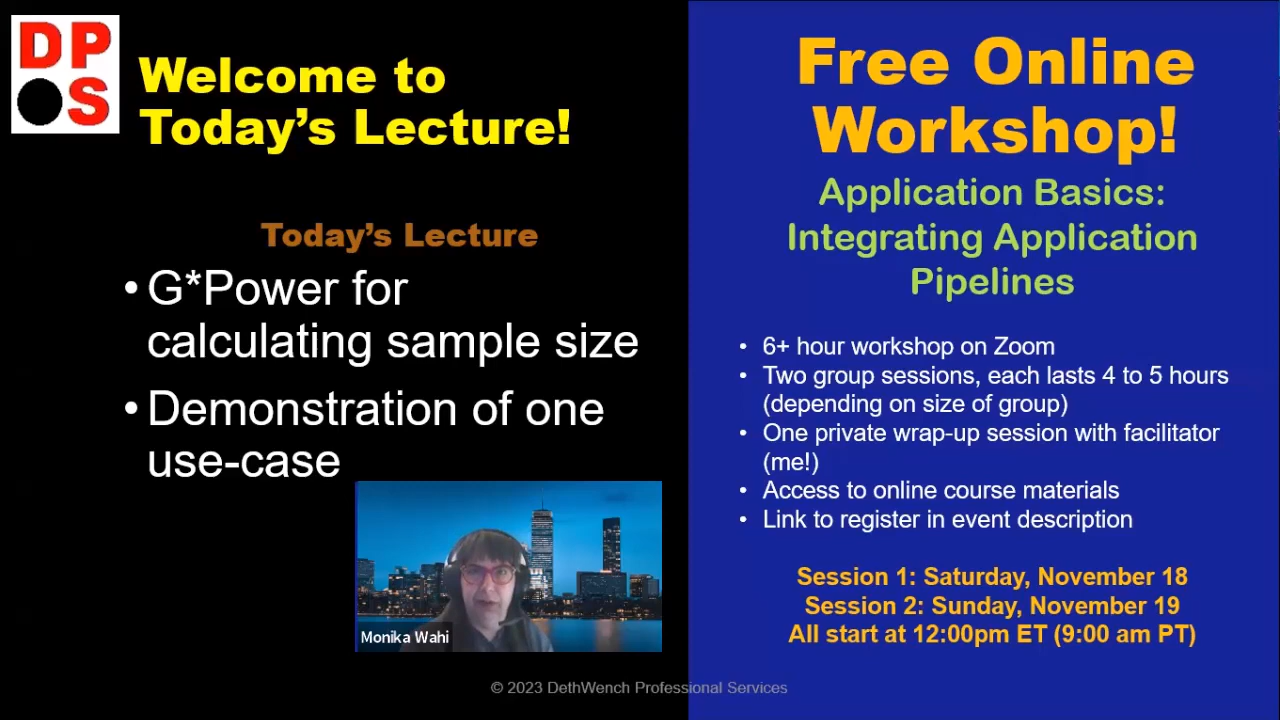 DP
S
Welcome to
Today’s Lecture!
Today’s Lecture
• G*Power for
calculating sample size
• Demonstration of one
use-case
Monika Wahi
Free Online
Workshop!
Application Basics:
Integrating Application
Pipelines
• 6+ hour workshop on Zoom
• Two group sessions, each lasts 4 to 5 hours
(depending on size of group)
• One private wrap-up session with facilitator
(me!)
• Access to online course materials
• Link to register in event description
Session 1: Saturday, November 18
Session 2: Sunday, November 19
All start at 12:00pm ET (9:00 am PT)
© 2023 DethWench Professional Services